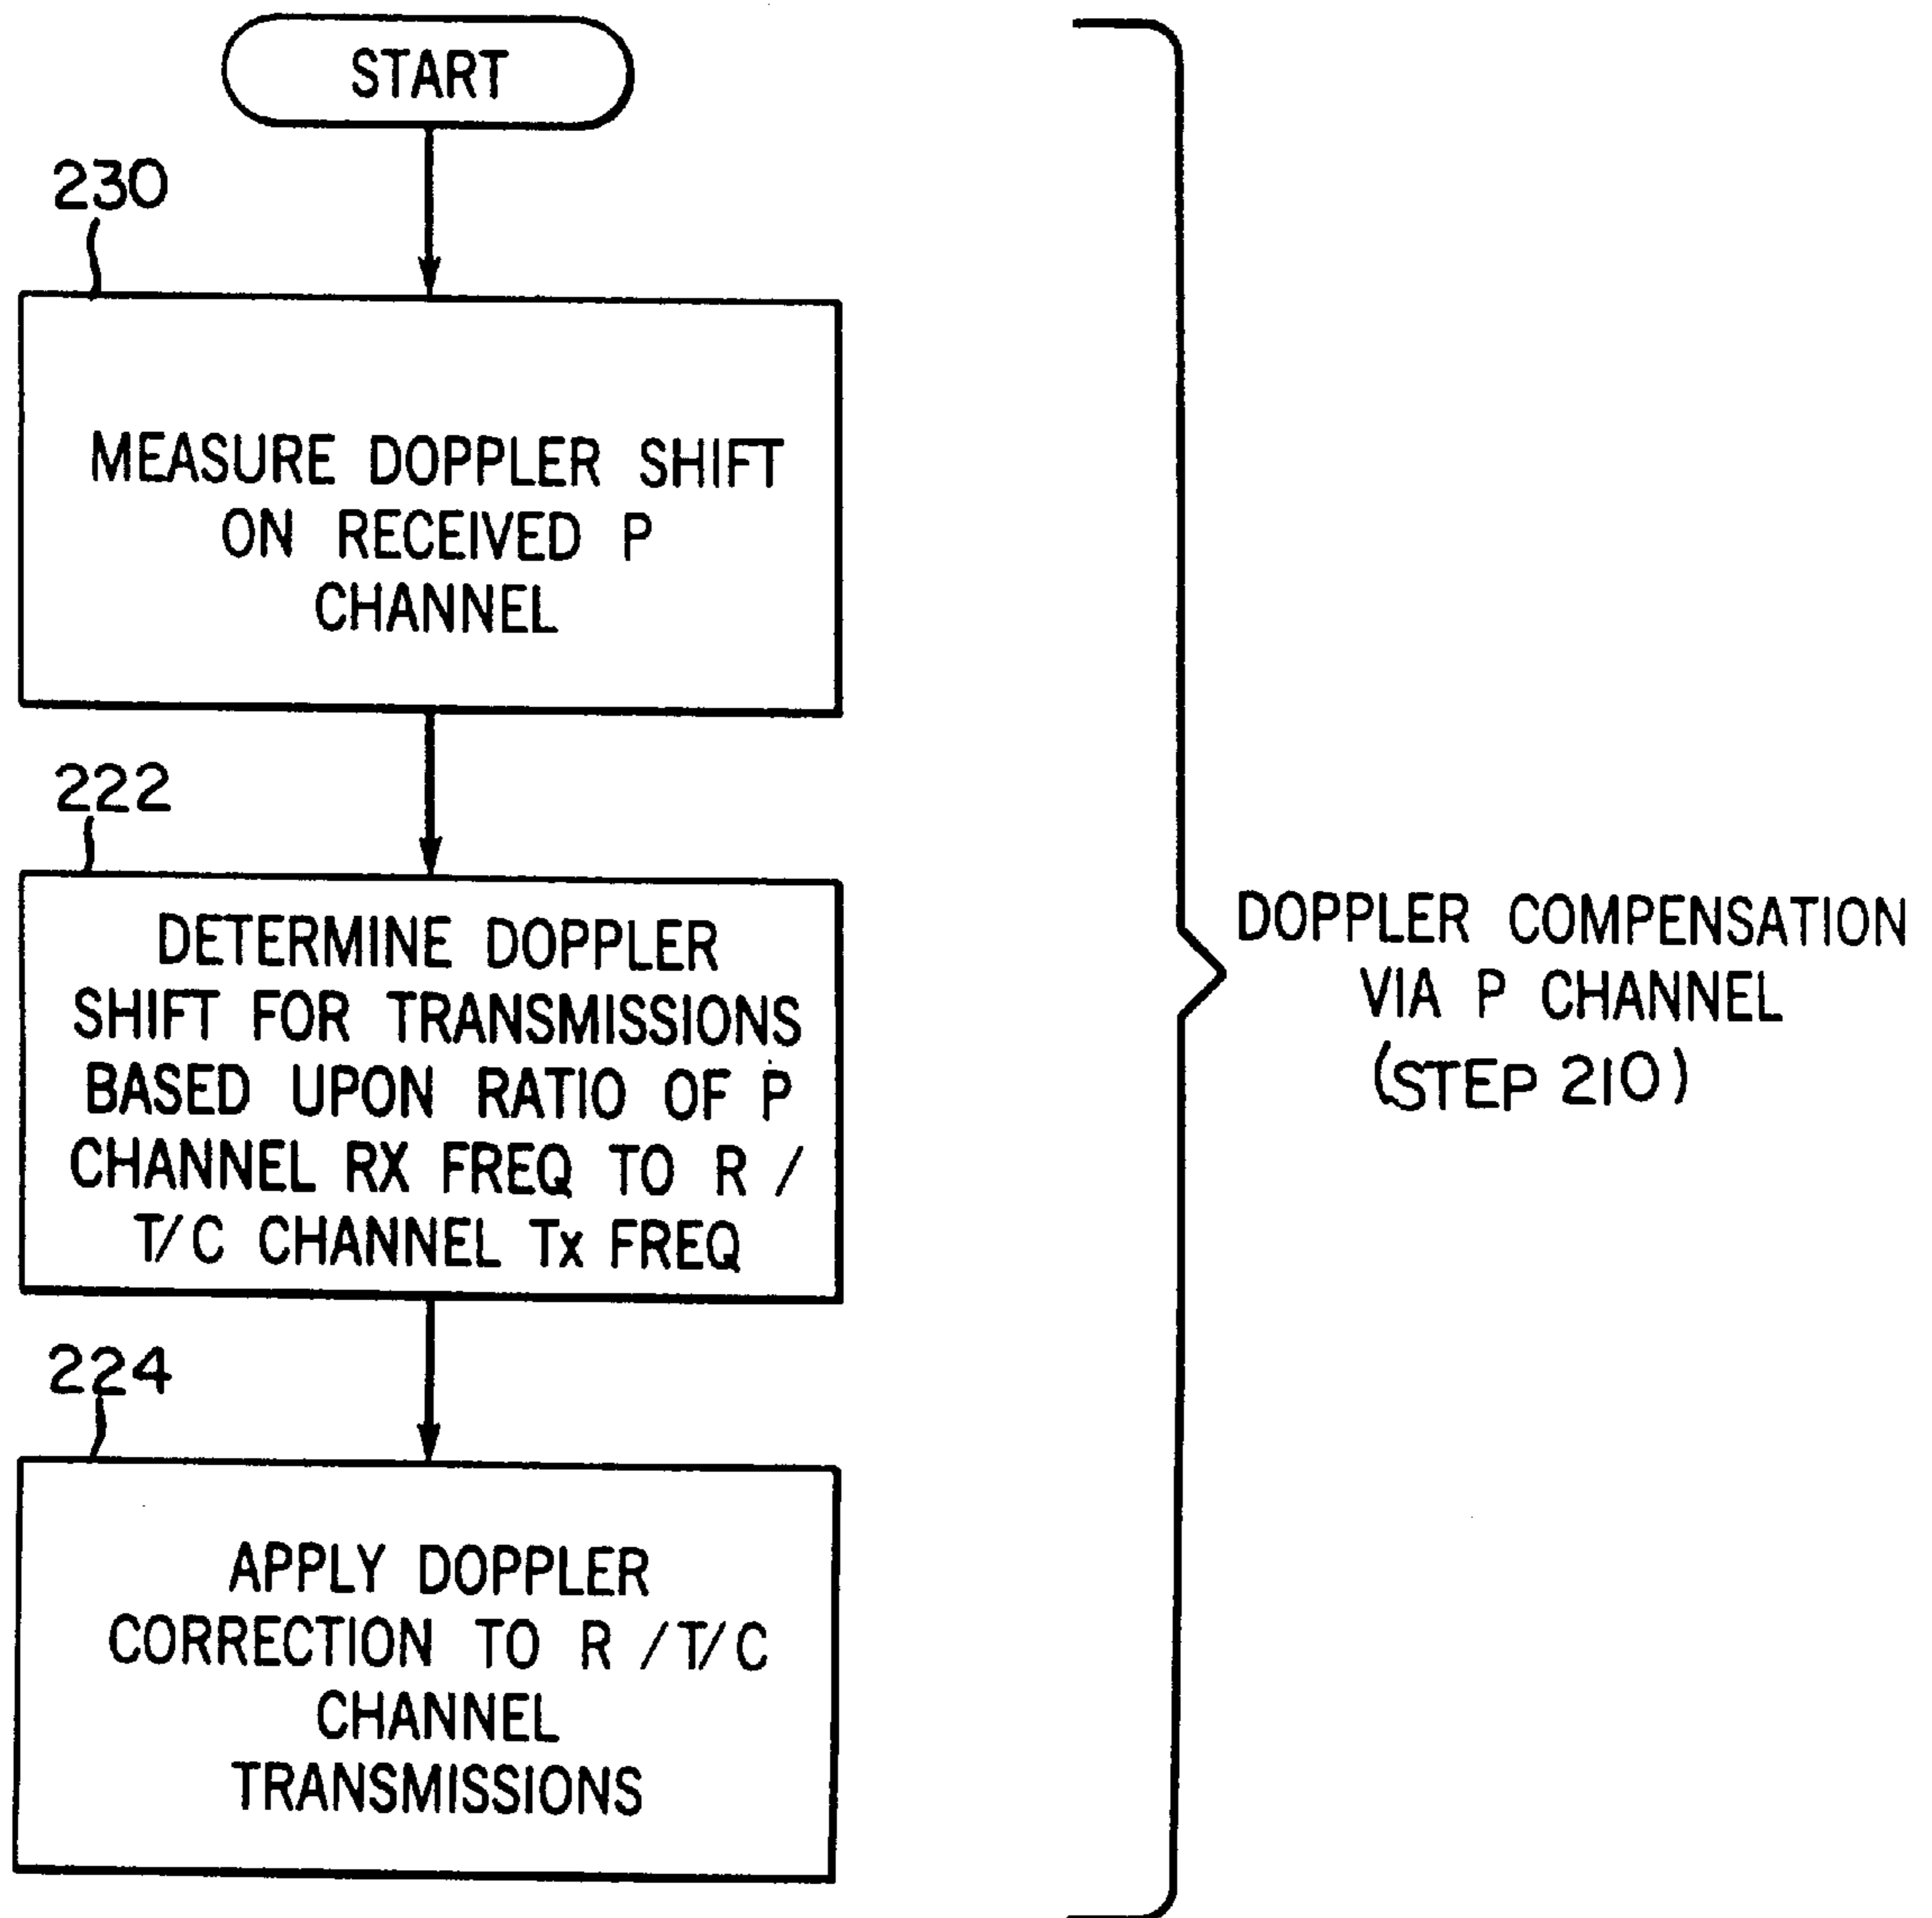 START
230
MEASURE DOPPLER SHIFT
ON RECEIVED P
CHANNEL
222
DETERMINE DOPPLER
SHIFT FOR TRANSMISSIONS
BASED UPON RATIO OF P
CHANNEL RX FREQ TO R /
T/C CHANNEL Tx FREQ
224
APPLY DOPPLER
CORRECTION TO R /T/C
CHANNEL
TRANSMISSIONS
DOPPLER COMPENSATION
VIA P CHANNEL
(STEP 210)